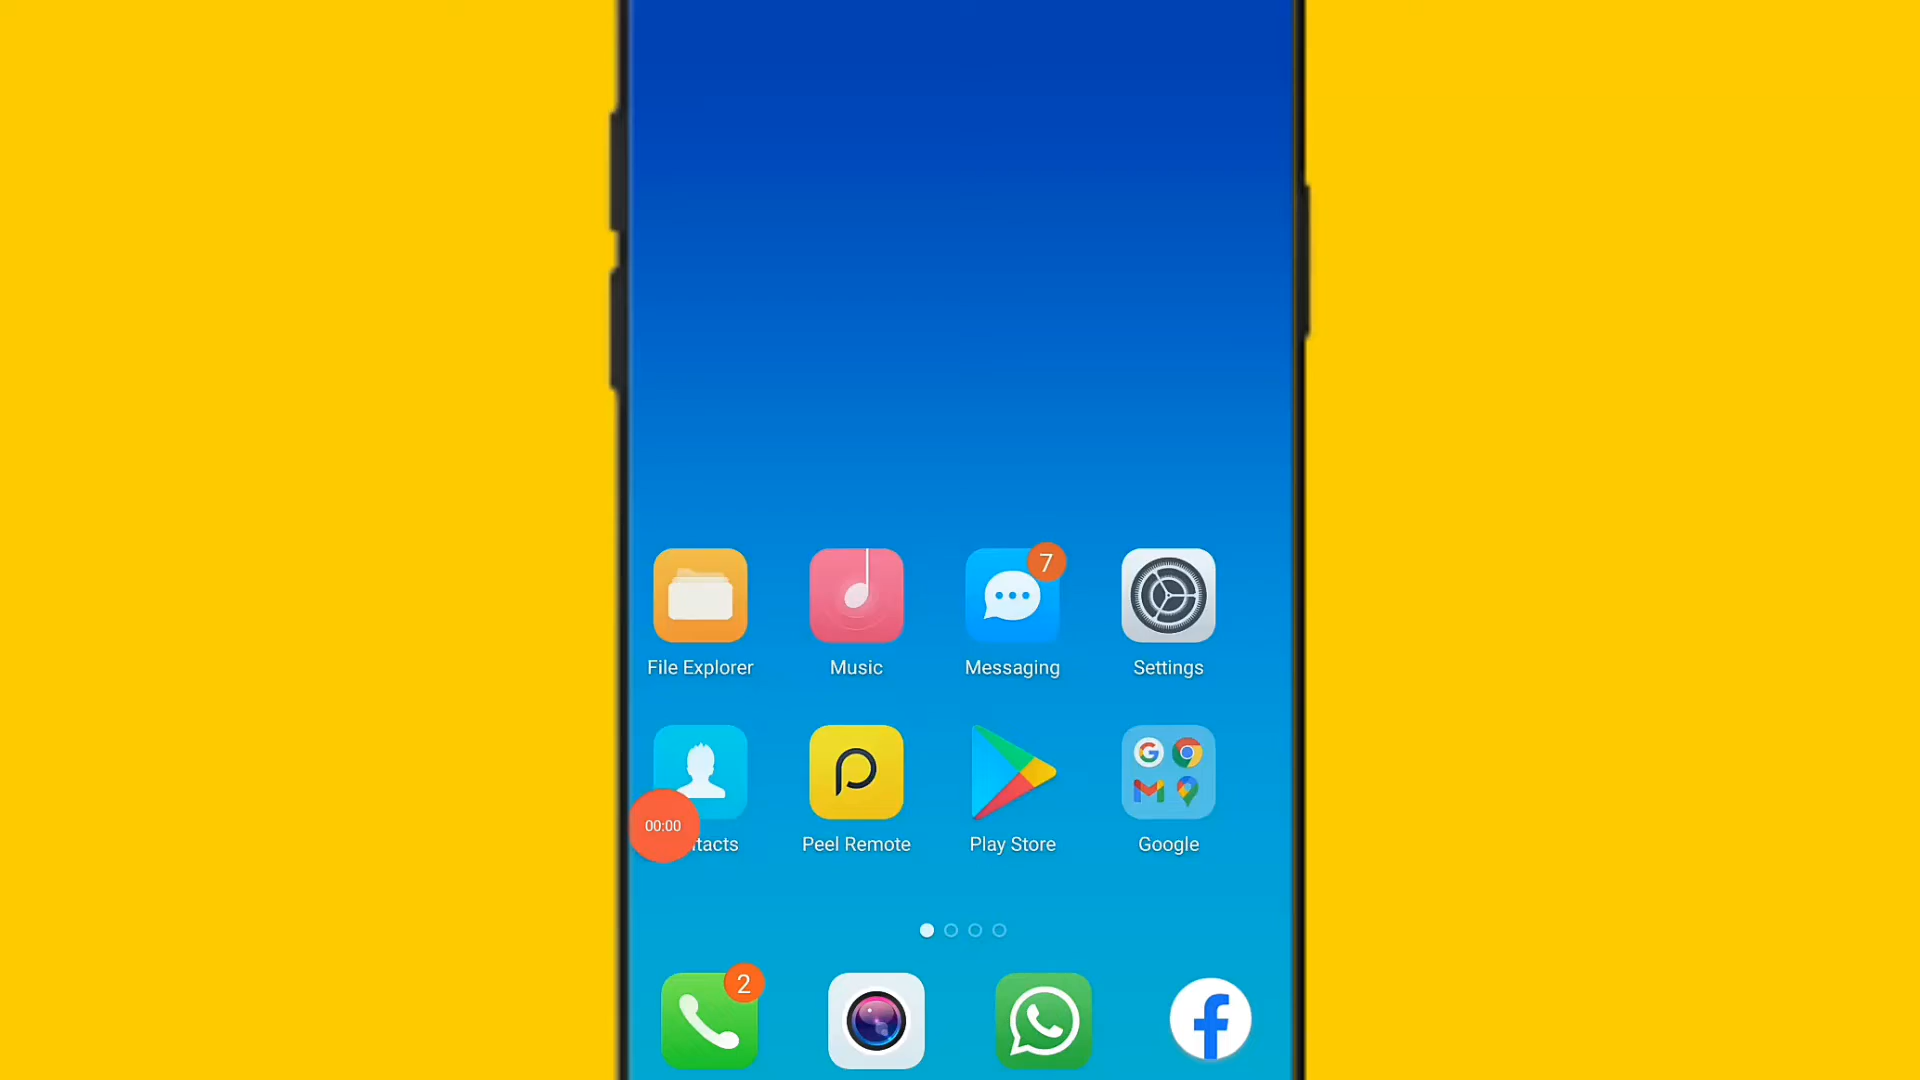 7
File Explorer
Music
Messaging
Settings
00:00
tacts
Peel Remote
Play Store
Google
2